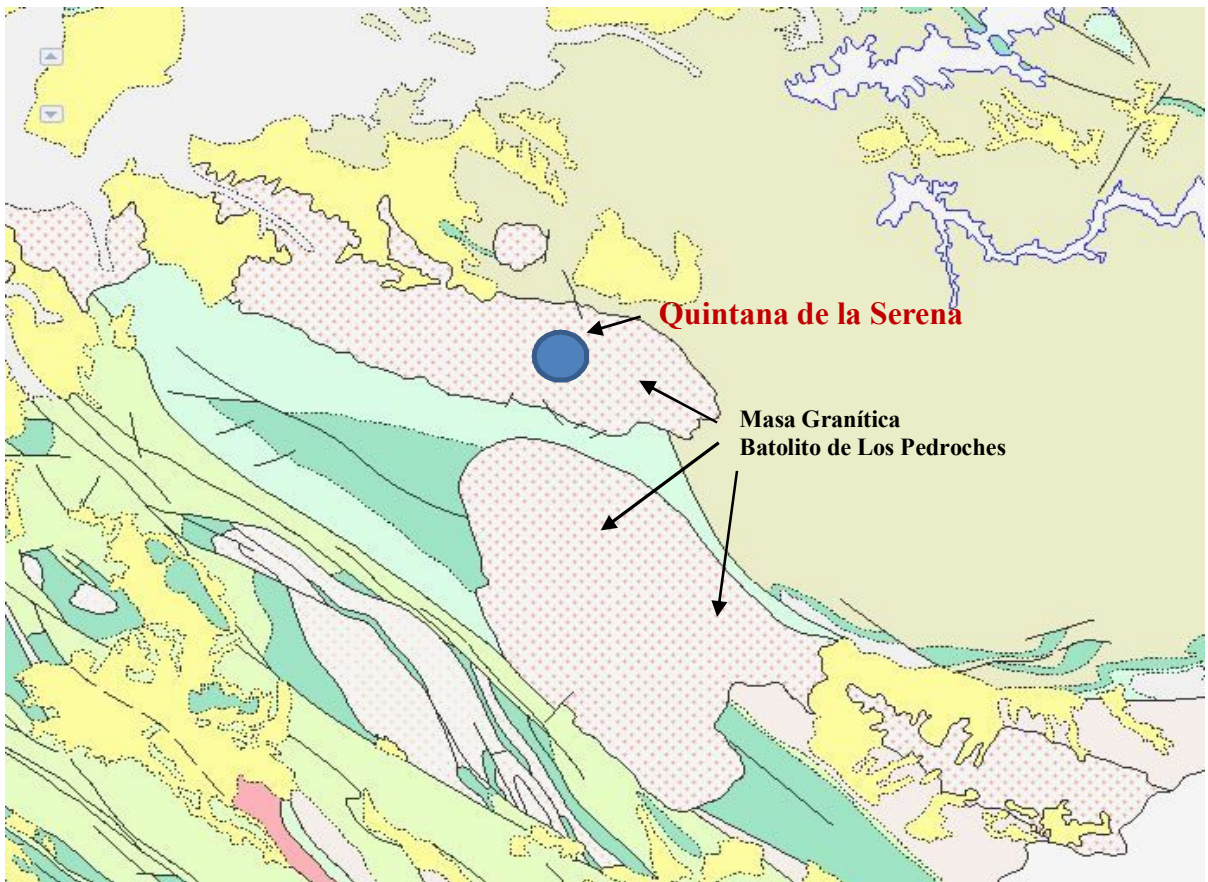 Quintana de la Serena
Masa Granítica
Batolito de Los Pedroches